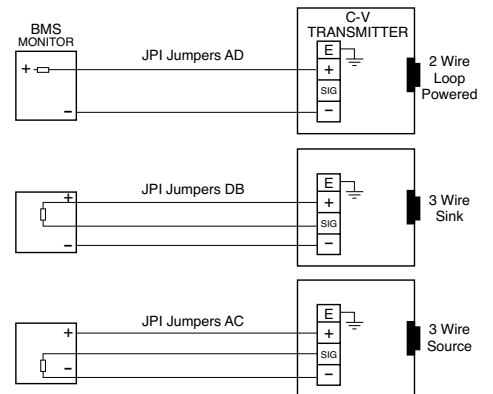 BMS
MONITOR
+
–
JPI Jumpers AD
C-V
TRANSMITTER
E
+
SIG
–
2 Wire
Loop
Powered
+
–
JPI Jumpers DB
E
+
SIG
–
3 Wire
Sink
+
–
JPI Jumpers AC
E
+
SIG
–
3 Wire
Source